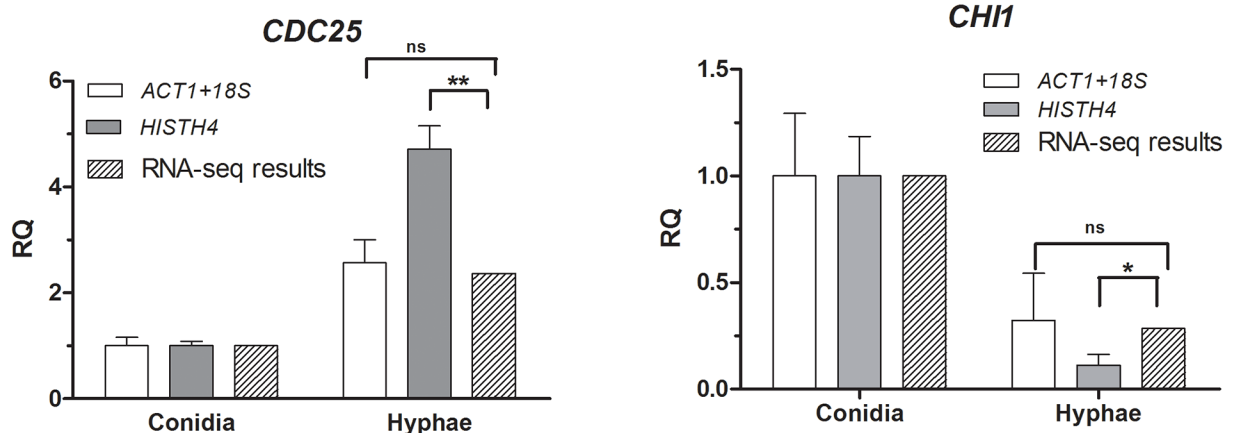 CDC25
ns
**
6
4
2
0
RQ
ACT1+18S
HISTH4
RNA-seq results
Conidia
Hyphae
CHI1
1.5
1.0
0.5
0.0
RQ
ACT1+18S
HISTH4
RNA-seq results
ns
*
Conidia
Hyphae